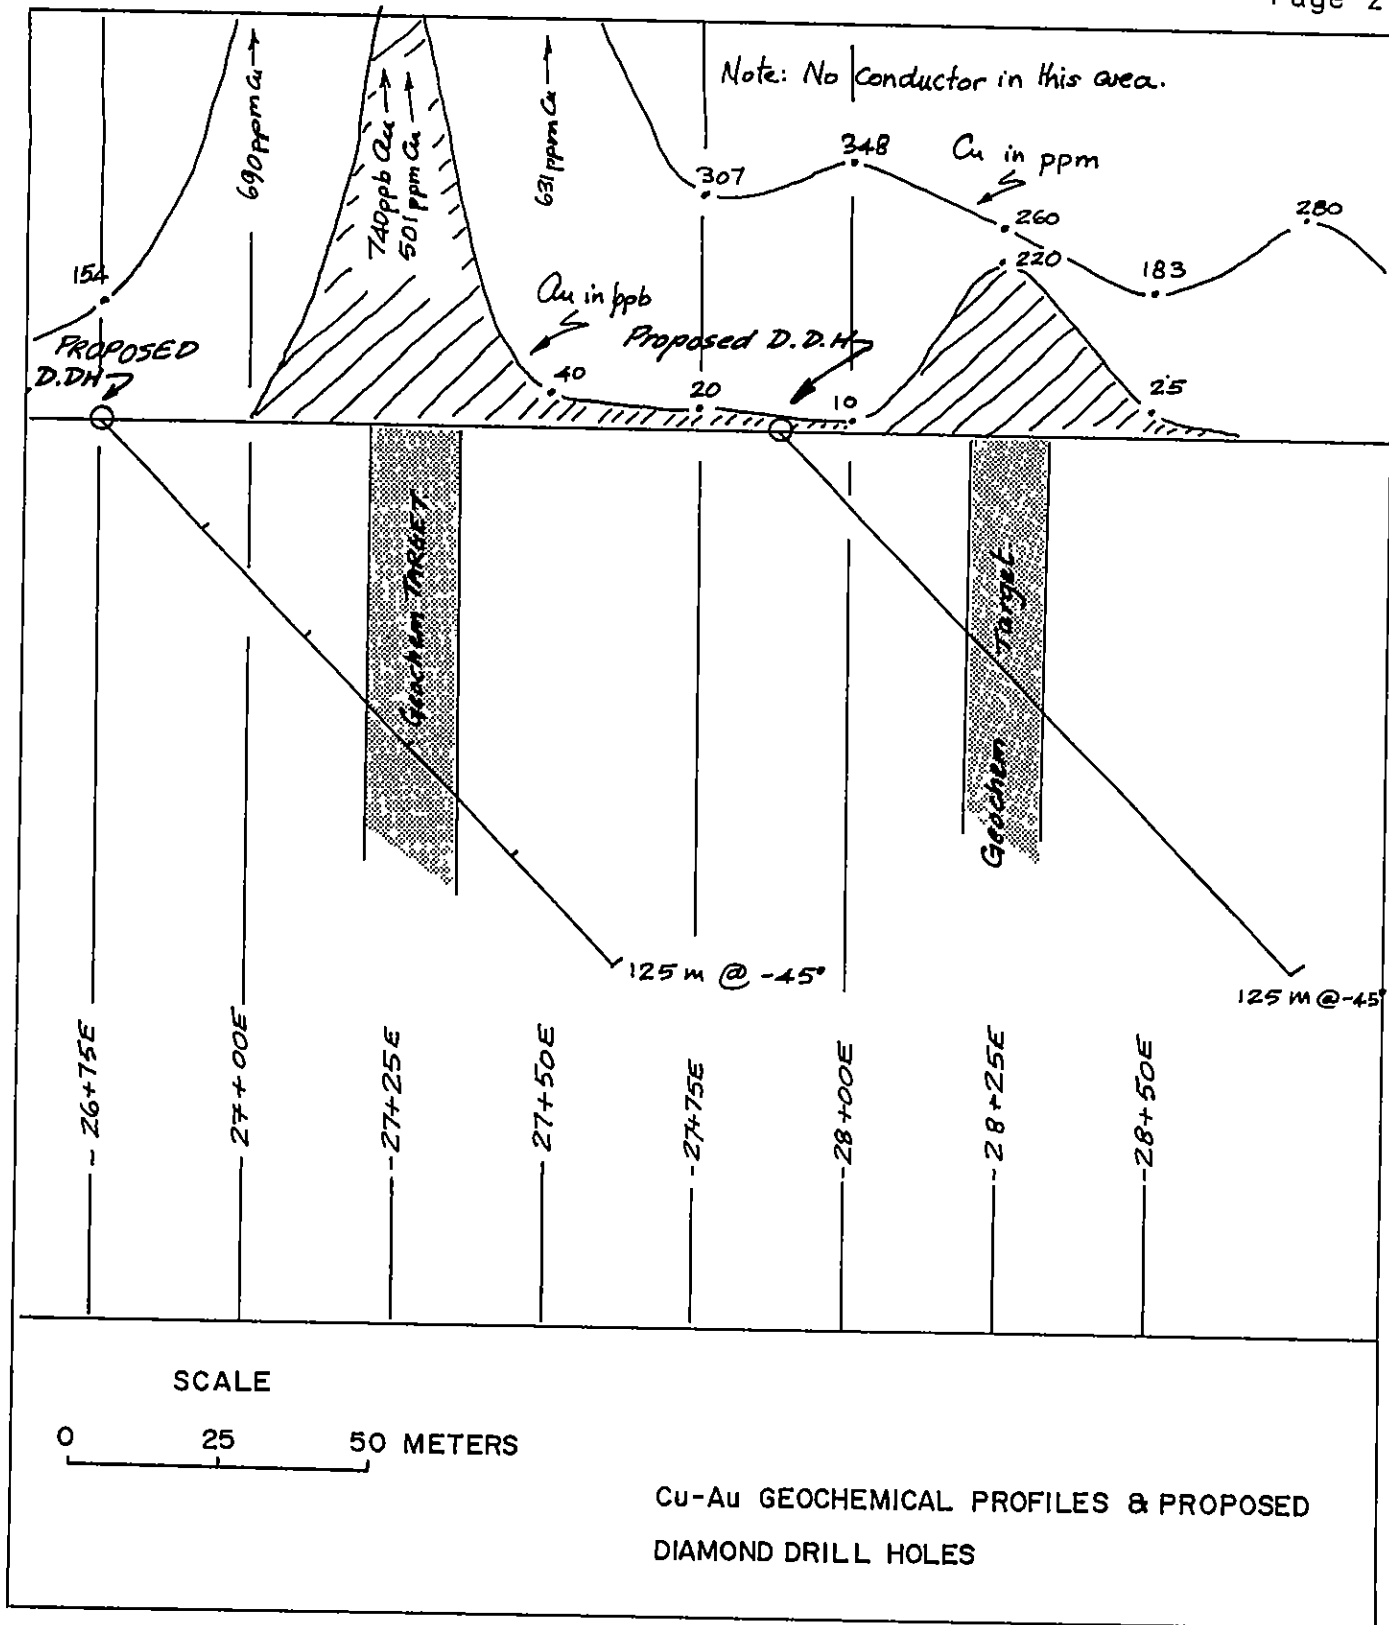 Page 2
Note: No Conductor in this area.
690 ppm Cu
740 ppb Au
501 ppm Cu
631 ppm Cu
Cu in ppm
154
307
348
260
220
183
280
Au in ppb
PROPOSED
D.DH
Proposed D.D.H
40
20
10
25
Geochem TARGET
Geochem Target
125 m @ -45°
125 m @ -45°
26+75E
27+00E
27+25E
27+50E
27+75E
28+00E
28+25E
28+50E
SCALE
0 25 50 METERS
Cu-Au GEOCHEMICAL PROFILES & PROPOSED
DIAMOND DRILL HOLES